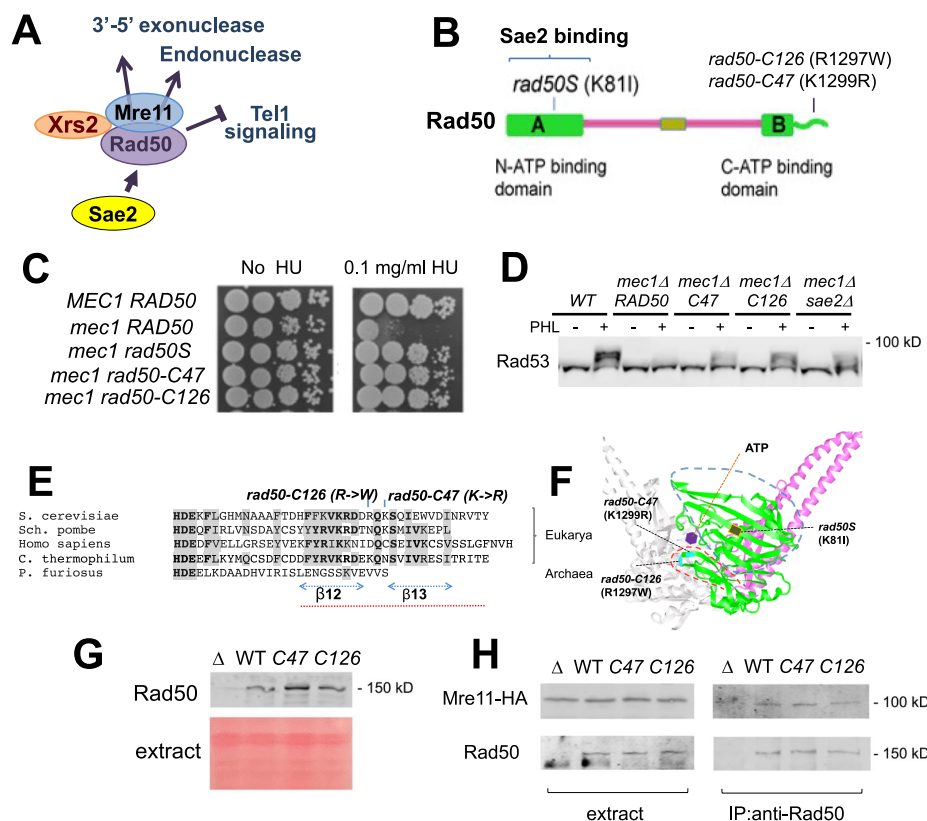 A
3'-5' exonuclease
Endonuclease
Mre11
Xrs2
Rad50
Tel1
signaling
Sae2
B
Sae2 binding
rad50S (K81I)
rad50-C126 (R1297W)
rad50-C47 (K1299R)
Rad50
A
B
N-ATP binding
domain
C-ATP binding
domain
C
No HU
0.1 mg/ml HU
MEC1 RAD50
mec1 RAD50
mec1 rad50S
mec1 rad50-C47
mec1 rad50-C126
D
WT
mec1Δ
RAD50
mec1Δ
C47
mec1Δ
C126
mec1Δ
sae2Δ
PHL - + - + - + - + - +
- 100 kD
Rad53
E
rad50-C126 (R->W)
rad50-C47 (K->R)
S. cerevisiae HDEKFLGHMNAAAFTDHFFKVKRDDRQKSQIEWVDINRVTY
Sch. pombe HDEQFIRLVNSDAACYSYYRVKRDTNQKSMIVKEPL
Homo sapiens HDEDFVELLGRSEYVEKFYRIKKNIDQCSEIVKCSVSSLGFNVH
C. thermophilum HDEHFLRNMKCADFCDDFYRVKRDEKQNSVIVRESITRITE
P. furiosus HDEELKDAADHVIRISLENGSSKVEVVS
Eukarya
Archaea
β12
β13
F
ATP
rad50-C47
(K1299R)
rad50S
(K81I)
rad50-C126
(R1297W)
G
Δ WT C47 C126
Rad50
- 150 kD
extract
H
Δ WT C47 C126
Δ WT C47 C126
Mre11-HA
- 100 kD
Rad50
- 150 kD
extract
IP:anti-Rad50